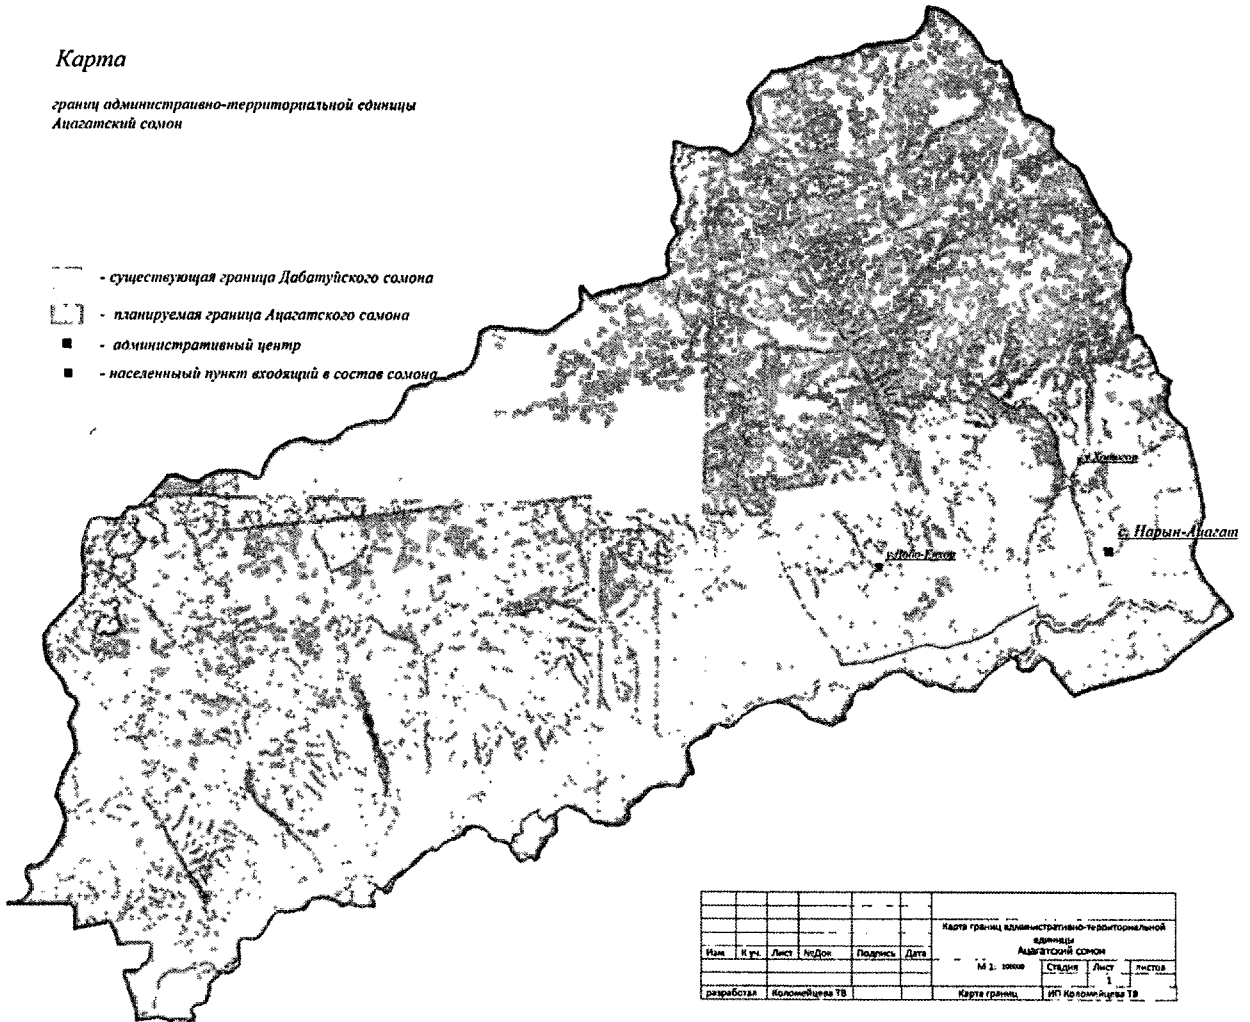 Карта
границ административно-территориальной единицы
Ацагатский сомон
- существующая граница Дабатуйского сомона
- планируемая граница Ацагатского сомона
- административный центр
- населенный пункт входящий в состав сомона
с. Нарын-Ацагат
Карта границ административно-территориальной
единицы
Ацагатский сомон
Изм К уч. Лист №Док Подпись Дата
М 1:
Стадия Лист листов
1
разработал Коломейцева ТВ
Карта границ
ИП Коломейцева ТВ